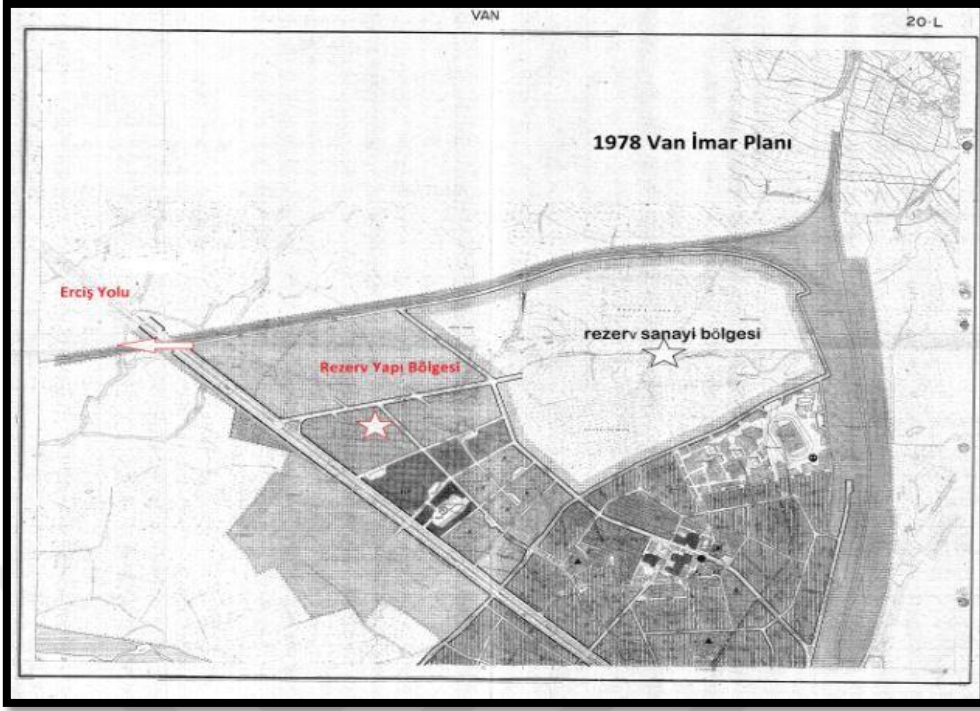 VAN
20-L
1978 Van İmar Planı
Erciş Yolu
rezerv sanayi bölgesi
Rezerv Yapı Bölgesi